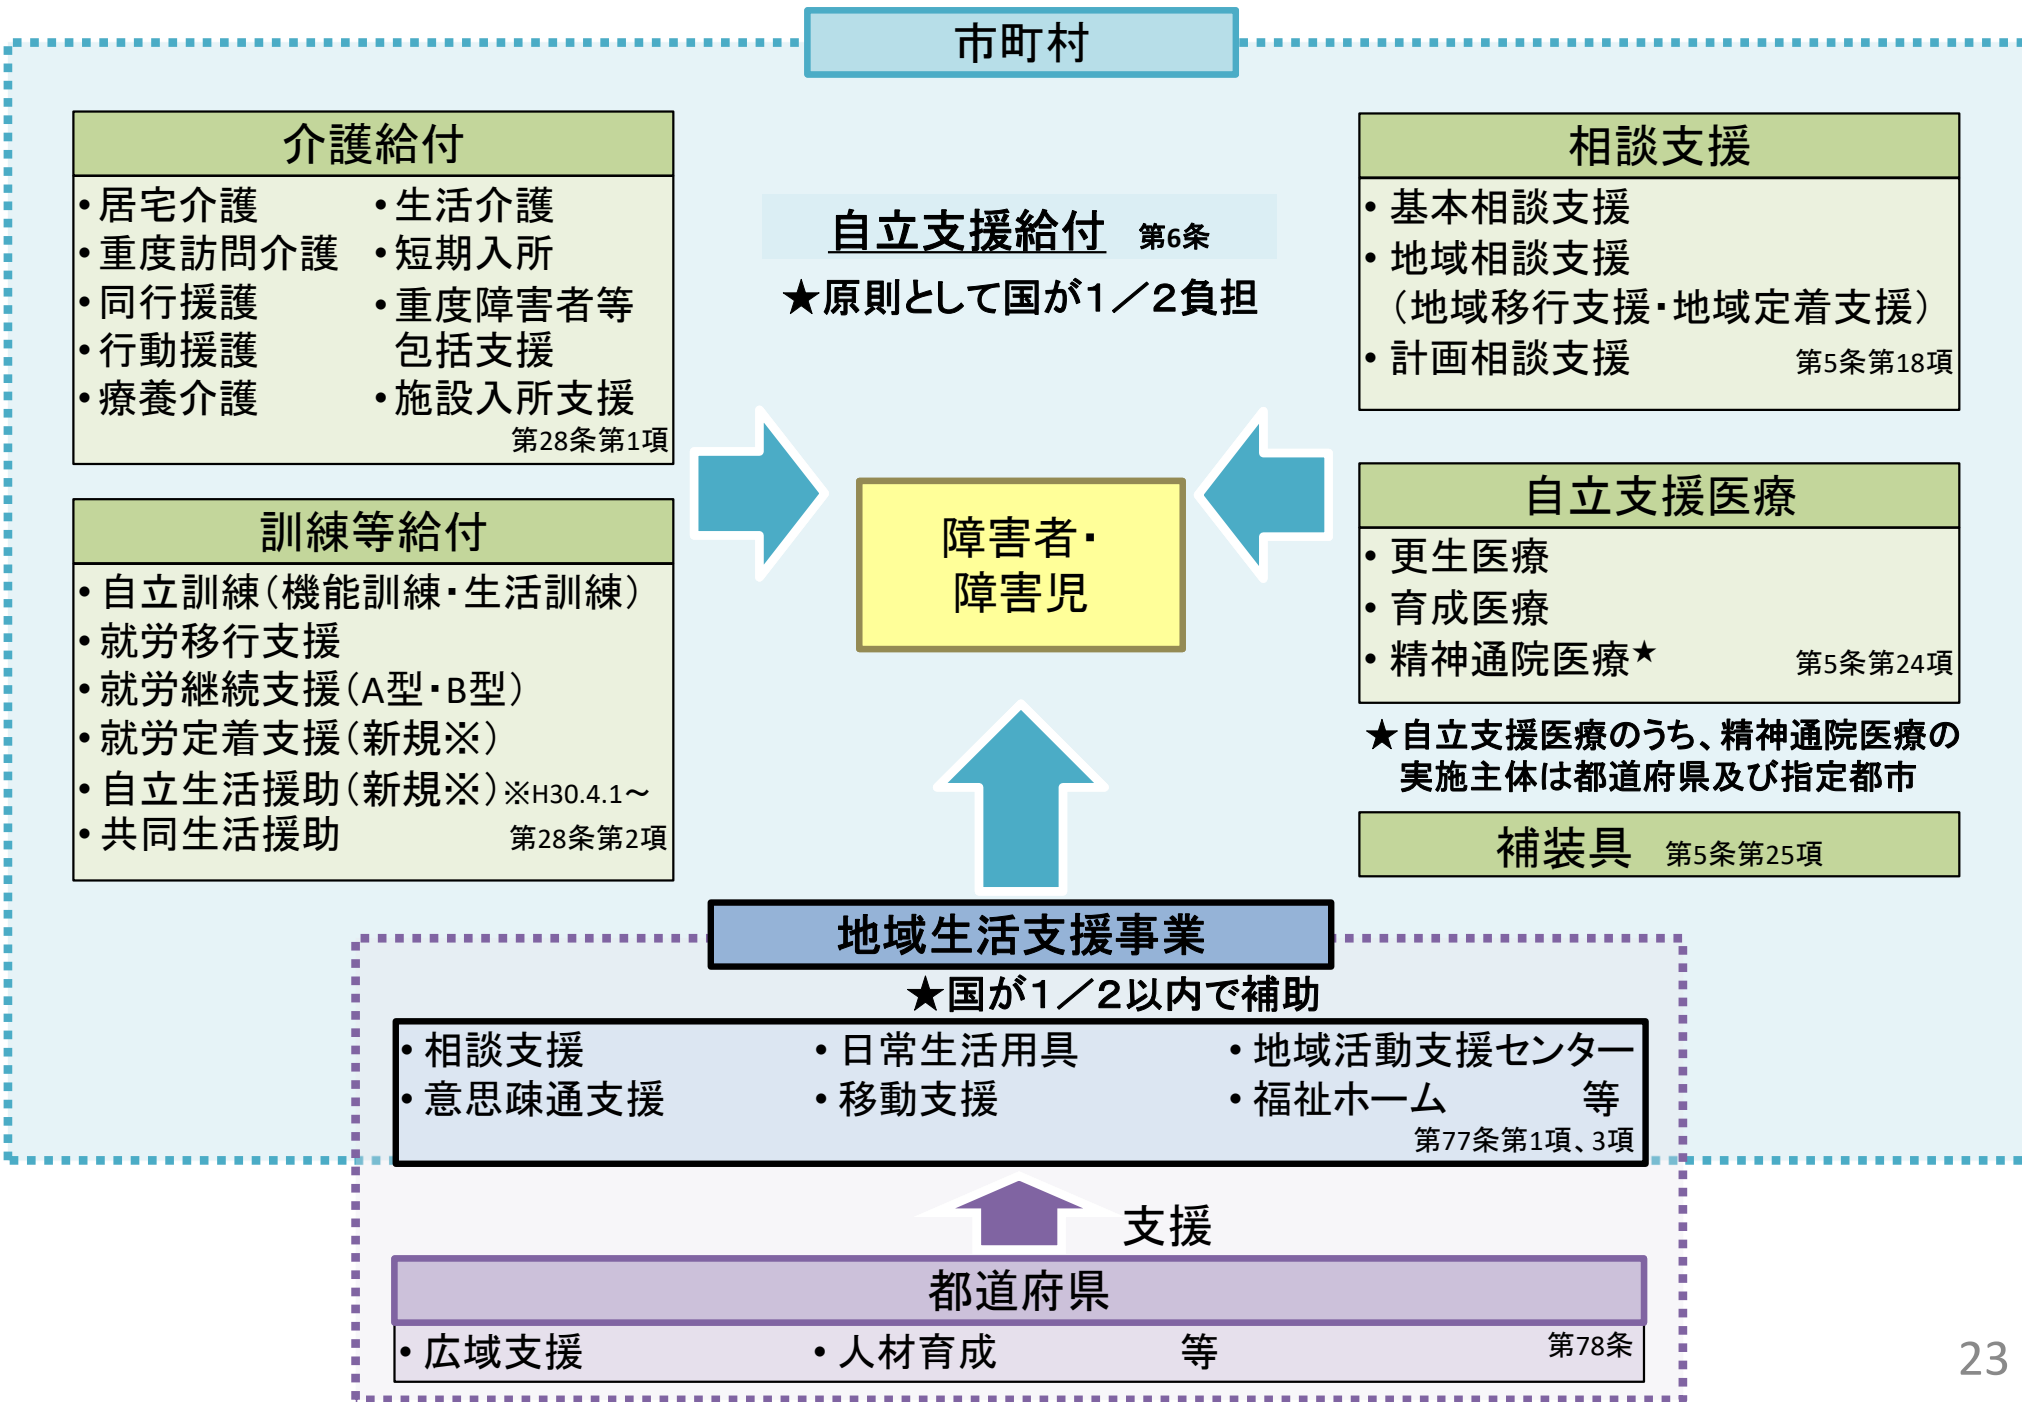 市町村
介護給付
•居宅介護
•重度訪問介護
•同行援護
•行動援護
•療養介護
•生活介護
•短期入所
•重度障害者等
包括支援
•施設入所支援
第28条第1項
訓練等給付
•自立訓練（機能訓練・生活訓練）
•就労移行支援
•就労継続支援（A型・B型）
•就労定着支援（新規※）
•自立生活援助（新規※）※H30.4.1～
•共同生活援助 第28条第2項
自立支援給付 第6条
★原則として国が１／２負担
障害者・
障害児
相談支援
•基本相談支援
•地域相談支援
（地域移行支援・地域定着支援）
•計画相談支援 第5条第18項
自立支援医療
•更生医療
•育成医療
•精神通院医療★ 第5条第24項
★自立支援医療のうち、精神通院医療の
実施主体は都道府県及び指定都市
補装具 第5条第25項
地域生活支援事業
★国が１／２以内で補助
•相談支援 •日常生活用具 •地域活動支援センター
•意思疎通支援 •移動支援 •福祉ホーム 等
第77条第1項、3項
支援
都道府県
•広域支援 •人材育成 等 第78条
23